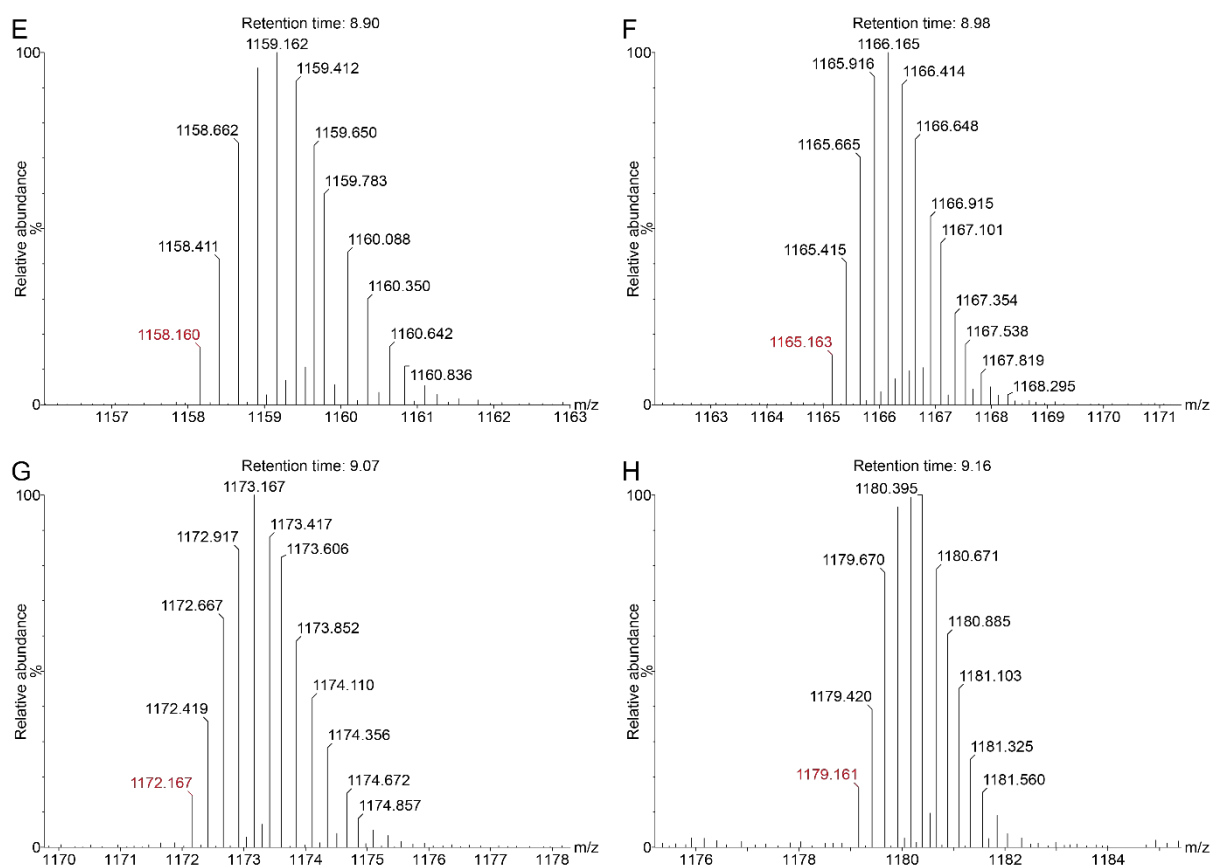 E
Retention time: 8.90
1159.162
100
1159.412
1158.662
1159.650
1159.783
Relative abundance
%
1158.411
1160.088
1160.350
1158.160
1160.642
1160.836
0
1157 1158 1159 1160 1161 1162 1163
m/z
F
Retention time: 8.98
1166.165
100
1165.916
1166.414
1165.665
1166.648
Relative abundance
%
1166.915
1165.415
1167.101
1167.354
1165.163
1167.538
1167.819
1168.295
0
1163 1164 1165 1166 1167 1168 1169 1170 1171
m/z
G
Retention time: 9.07
1173.167
100
1173.417
1172.917
1173.606
1172.667
Relative abundance
%
1173.852
1172.419
1174.110
1174.356
1172.167
1174.672
1174.857
0
1170 1171 1172 1173 1174 1175 1176 1177 1178
m/z
H
Retention time: 9.16
1180.395
100
1179.670
1180.671
Relative abundance
%
1180.885
1179.420
1181.103
1181.325
1179.161
1181.560
0
1176 1178 1180 1182 1184
m/z